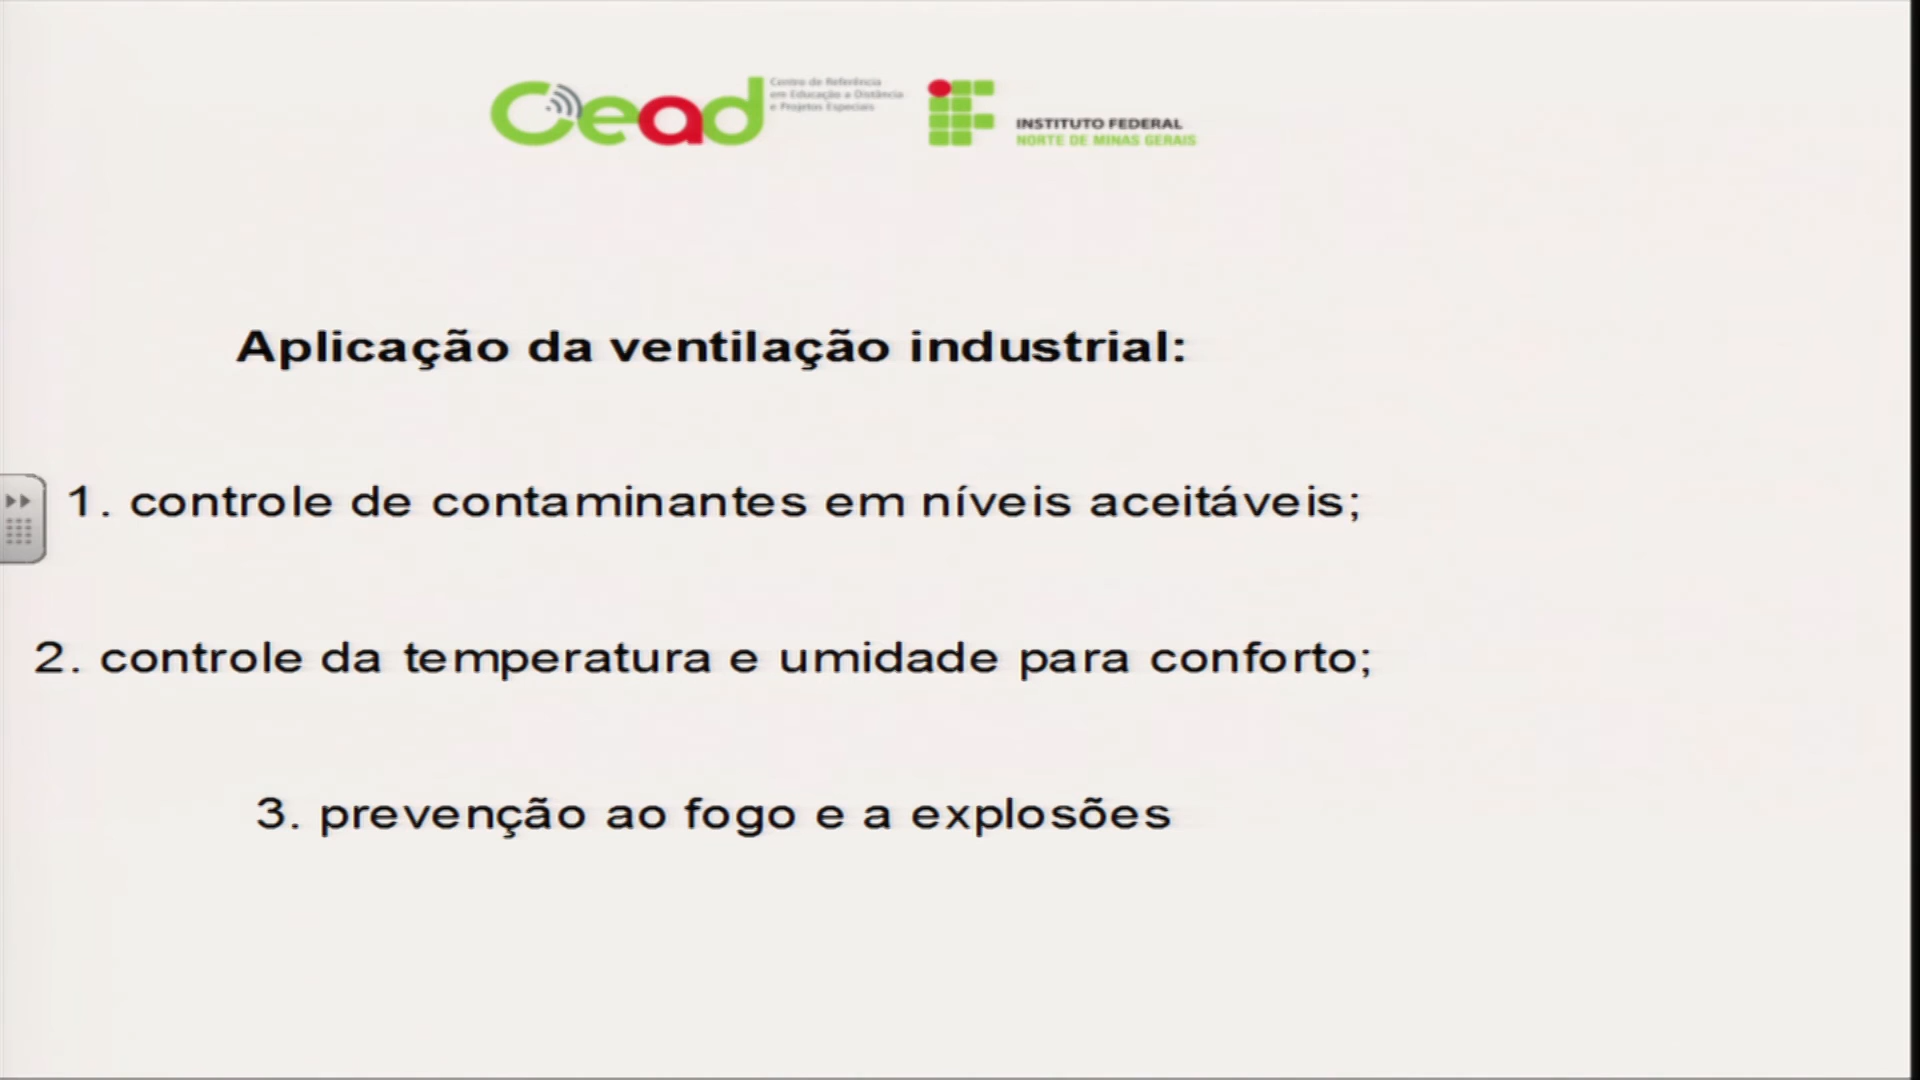 Cead
Centro de Referência
em Educação a Distância
e Projetos Especiais
INSTITUTO FEDERAL
NORTE DE MINAS GERAIS
Aplicação da ventilação industrial:
1. controle de contaminantes em níveis aceitáveis;
2. controle da temperatura e umidade para conforto;
3. prevenção ao fogo e a explosões